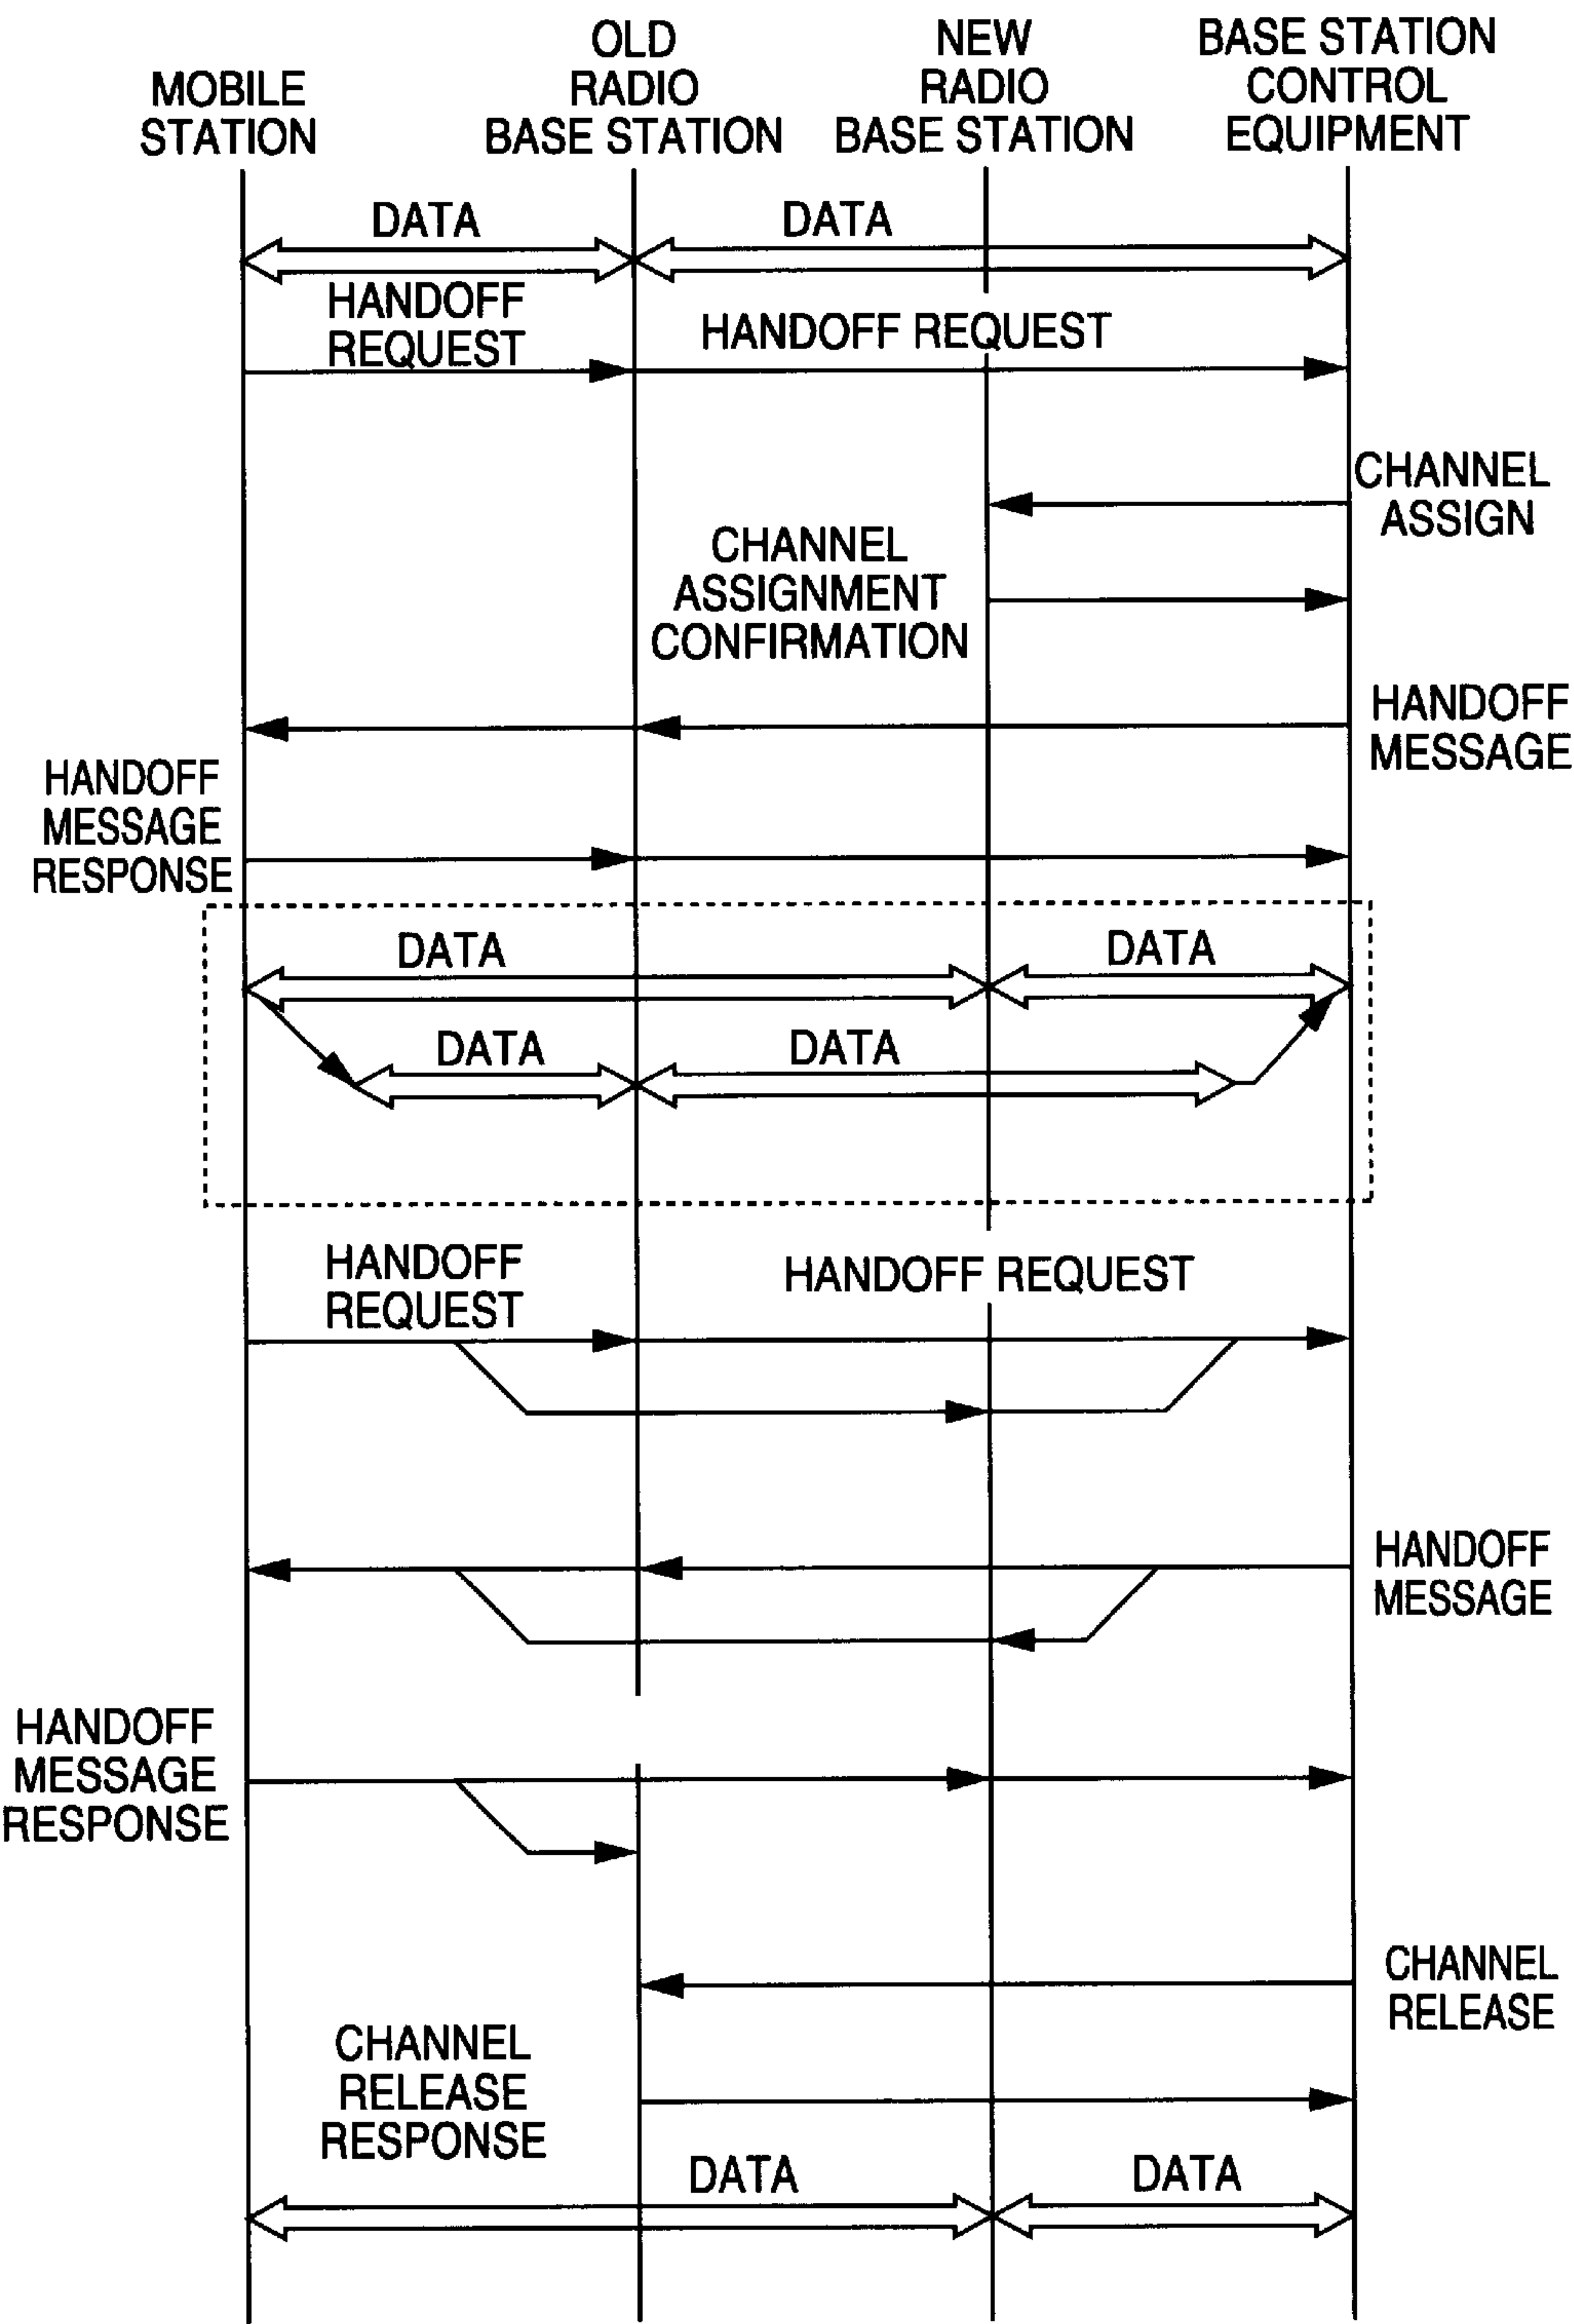 MOBILE
STATION
OLD
RADIO
BASE STATION
NEW
RADIO
BASE STATION
BASE STATION
CONTROL
EQUIPMENT
DATA
DATA
HANDOFF
REQUEST
HANDOFF REQUEST
CHANNEL
ASSIGN
CHANNEL
ASSIGNMENT
CONFIRMATION
HANDOFF
MESSAGE
HANDOFF
MESSAGE
RESPONSE
DATA
DATA
DATA
DATA
HANDOFF
REQUEST
HANDOFF REQUEST
HANDOFF
MESSAGE
HANDOFF
MESSAGE
RESPONSE
CHANNEL
RELEASE
CHANNEL
RELEASE
RESPONSE
DATA
DATA